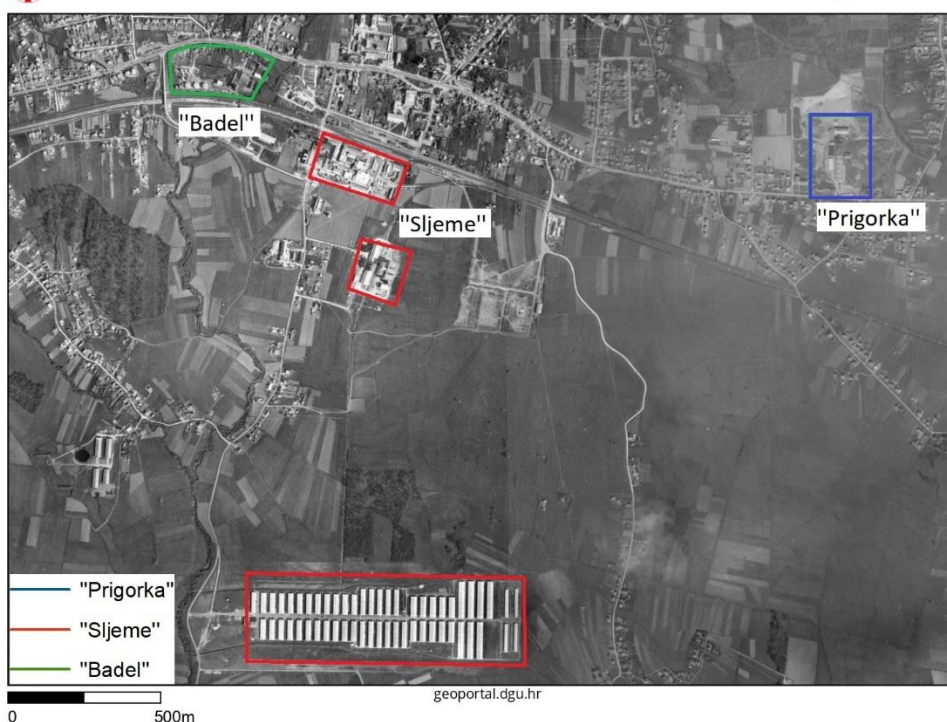 "Badel"
"Sljeme"
"Prigorka"
"Prigorka"
"Sljeme"
"Badel"
geoportal.dgu.hr
0 500m